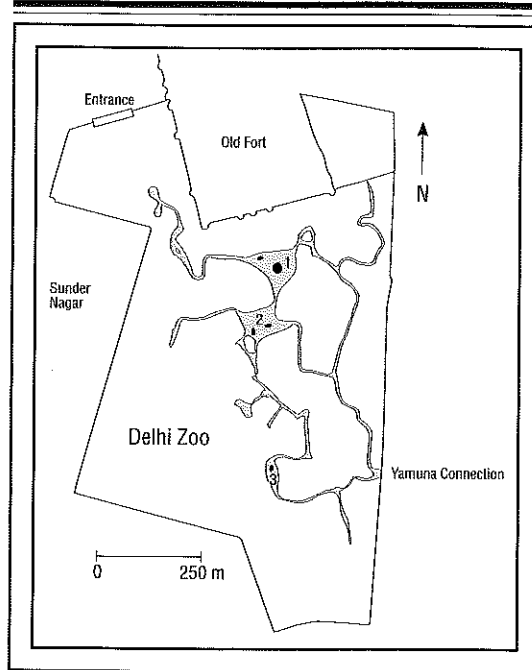 Entrance
Old Fort
N
1
Sunder
Nagar
2
Delhi Zoo
3
Yamuna Connection
0 250 m